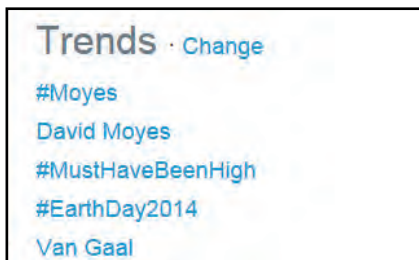 Trends · Change
#Moyes
David Moyes
#MustHaveBeenHigh
#EarthDay2014
Van Gaal